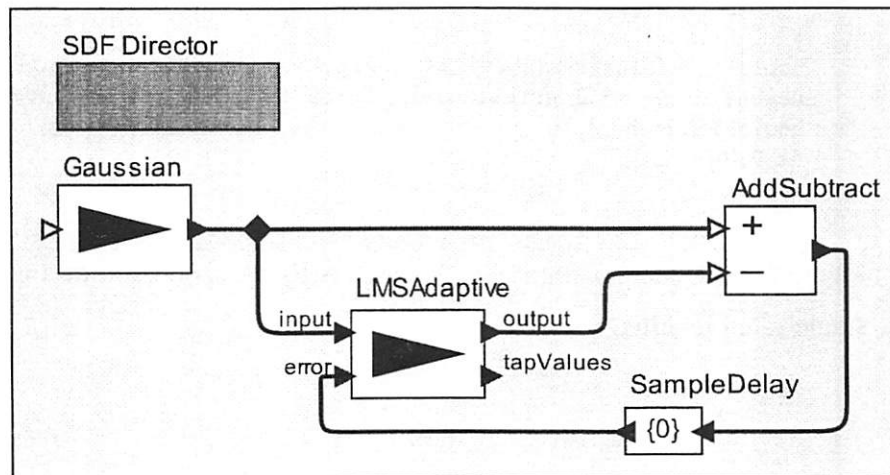 SDF Director
Gaussian
AddSubtract
+
−
LMSAdaptive
input
output
error
tapValues
SampleDelay
{0}